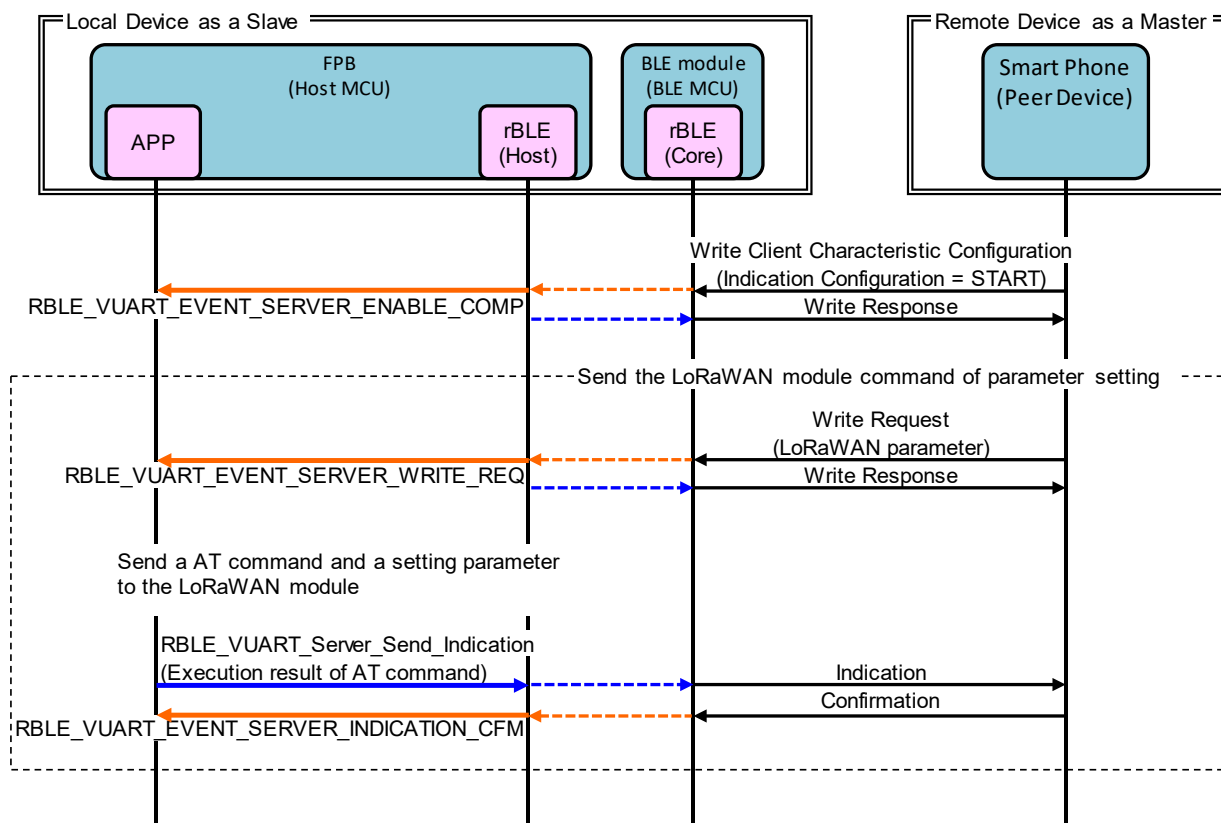 Local Device as a Slave
Remote Device as a Master
FPB
(Host MCU)
BLE module
(BLE MCU)
Smart Phone
(Peer Device)
APP
rBLE
(Host)
rBLE
(Core)
Write Client Characteristic Configuration
(Indication Configuration = START)
RBLE_VUART_EVENT_SERVER_ENABLE_COMP
Write Response
Send the LoRaWAN module command of parameter setting
Write Request
(LoRaWAN parameter)
RBLE_VUART_EVENT_SERVER_WRITE_REQ
Write Response
Send a AT command and a setting parameter
to the LoRaWAN module
RBLE_VUART_Server_Send_Indication
(Execution result of AT command)
Indication
Confirmation
RBLE_VUART_EVENT_SERVER_INDICATION_CFM